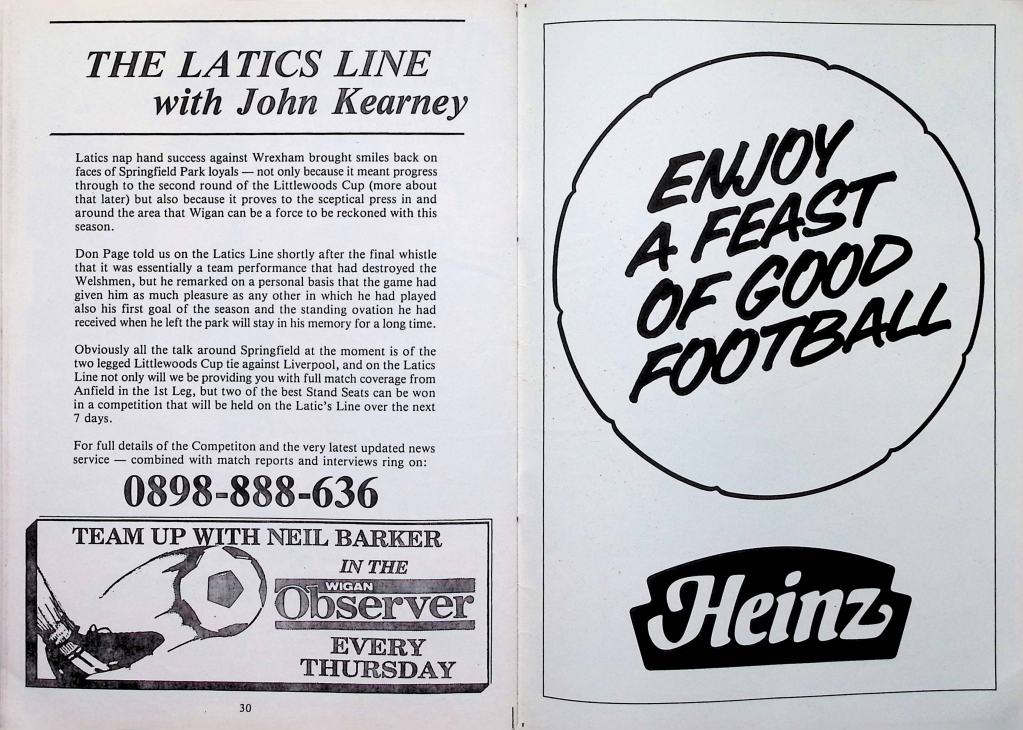 THE LATICS LINE
with John Kearney
Latics nap hand success against Wrexham brought smiles back on
faces of Springfield Park loyals — not only because it meant progress
through to the second round of the Littlewoods Cup (more about
that later) but also because it proves to the sceptical press in and
around the area that Wigan can be a force to be reckoned with this
season.
Don Page told us on the Latics Line shortly after the final whistle
that it was essentially a team performance that had destroyed the
Welshmen, but he remarked on a personal basis that the game had
given him as much pleasure as any other in which he had played
also his first goal of the season and the standing ovation he had
received when he left the park will stay in his memory for a long time.
Obviously all the talk around Springfield at the moment is of the
two legged Littlewoods Cup tie against Liverpool, and on the Latics
Line not only will we be providing you with full match coverage from
Anfield in the 1st Leg, but two of the best Stand Seats can be won
in a competition that will be held on the Latic's Line over the next
7 days.
For full details of the Competiton and the very latest updated news
service — combined with match reports and interviews ring on:
0898-888-636
TEAM UP WITH NEIL BARKER
IN THE
WIGAN
Observer
EVERY
THURSDAY
30
ENJOY
A FEAST
OF GOOD
FOOTBALL
Heinz